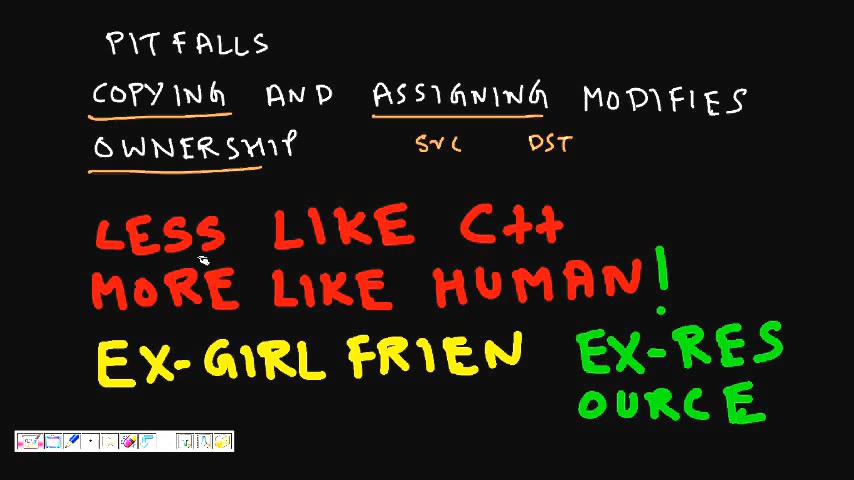 PITFALLS
COPYING AND ASSIGNING MODIFIES
OWNERSHIP SrC DST
LESS LIKE C++
MORE LIKE HUMAN!
EX-GIRL FRIEN EX-RES
OURCE